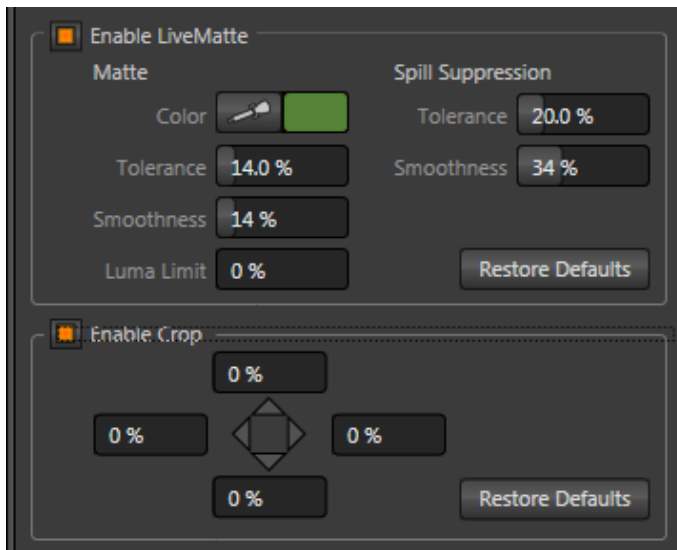 Enable LiveMatte
Matte Spill Suppression
Color Tolerance 20.0 %
Tolerance 14.0 % Smoothness 34 %
Smoothness 14 %
Luma Limit 0 % Restore Defaults
Enable Crop
0 %
0 % 0 %
0 % Restore Defaults